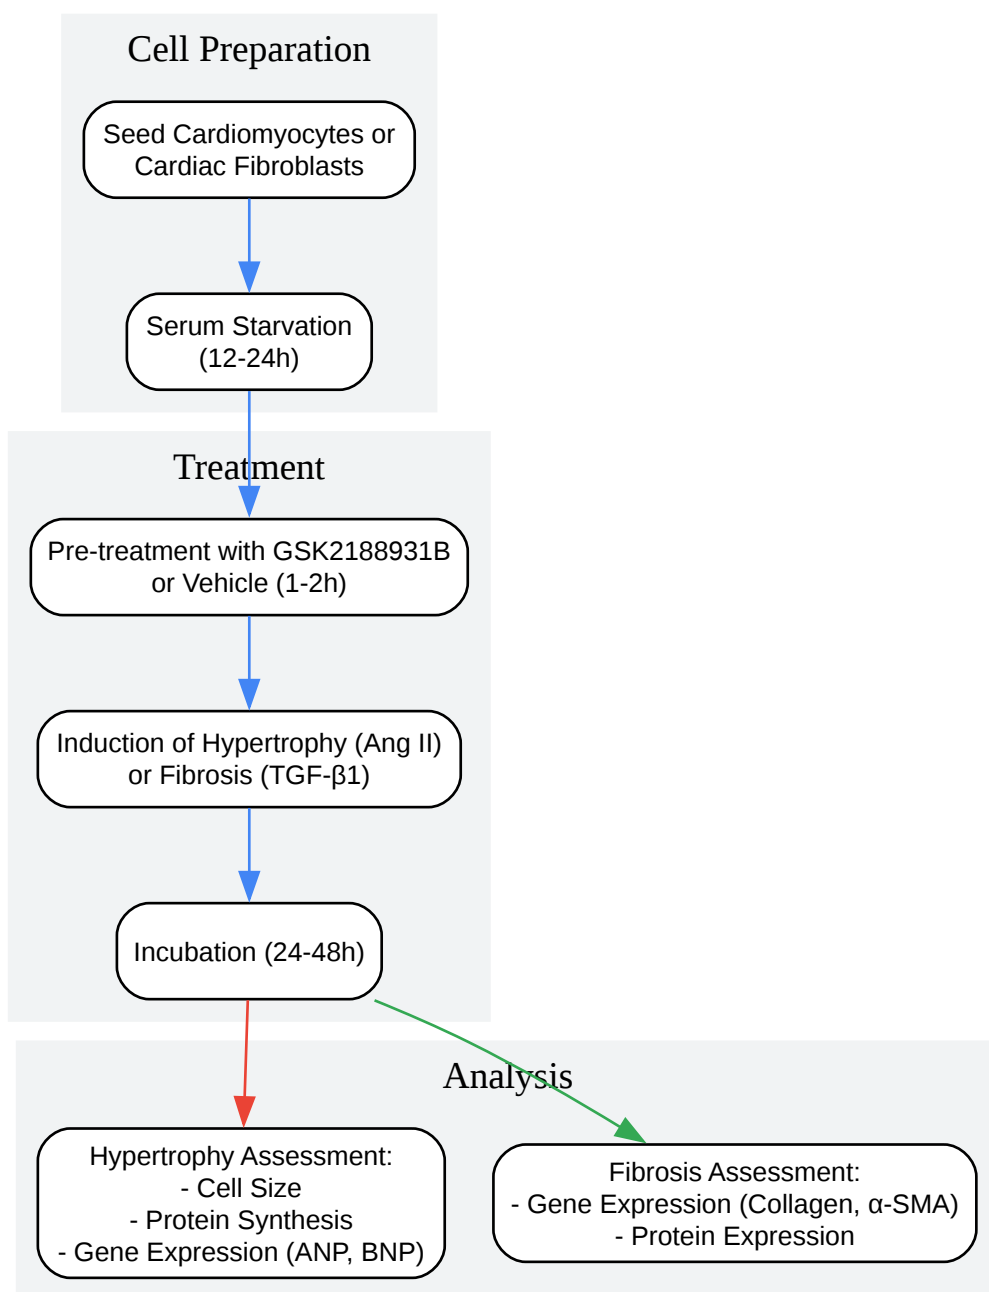 Cell Preparation
Seed Cardiomyocytes or
Cardiac Fibroblasts
Serum Starvation
(12-24h)
Treatment
Pre-treatment with GSK2188931B
or Vehicle (1-2h)
Induction of Hypertrophy (Ang II)
or Fibrosis (TGF-β1)
Incubation (24-48h)
Analysis
Hypertrophy Assessment:
- Cell Size
- Protein Synthesis
- Gene Expression (ANP, BNP)
Fibrosis Assessment:
- Gene Expression (Collagen, α-SMA)
- Protein Expression